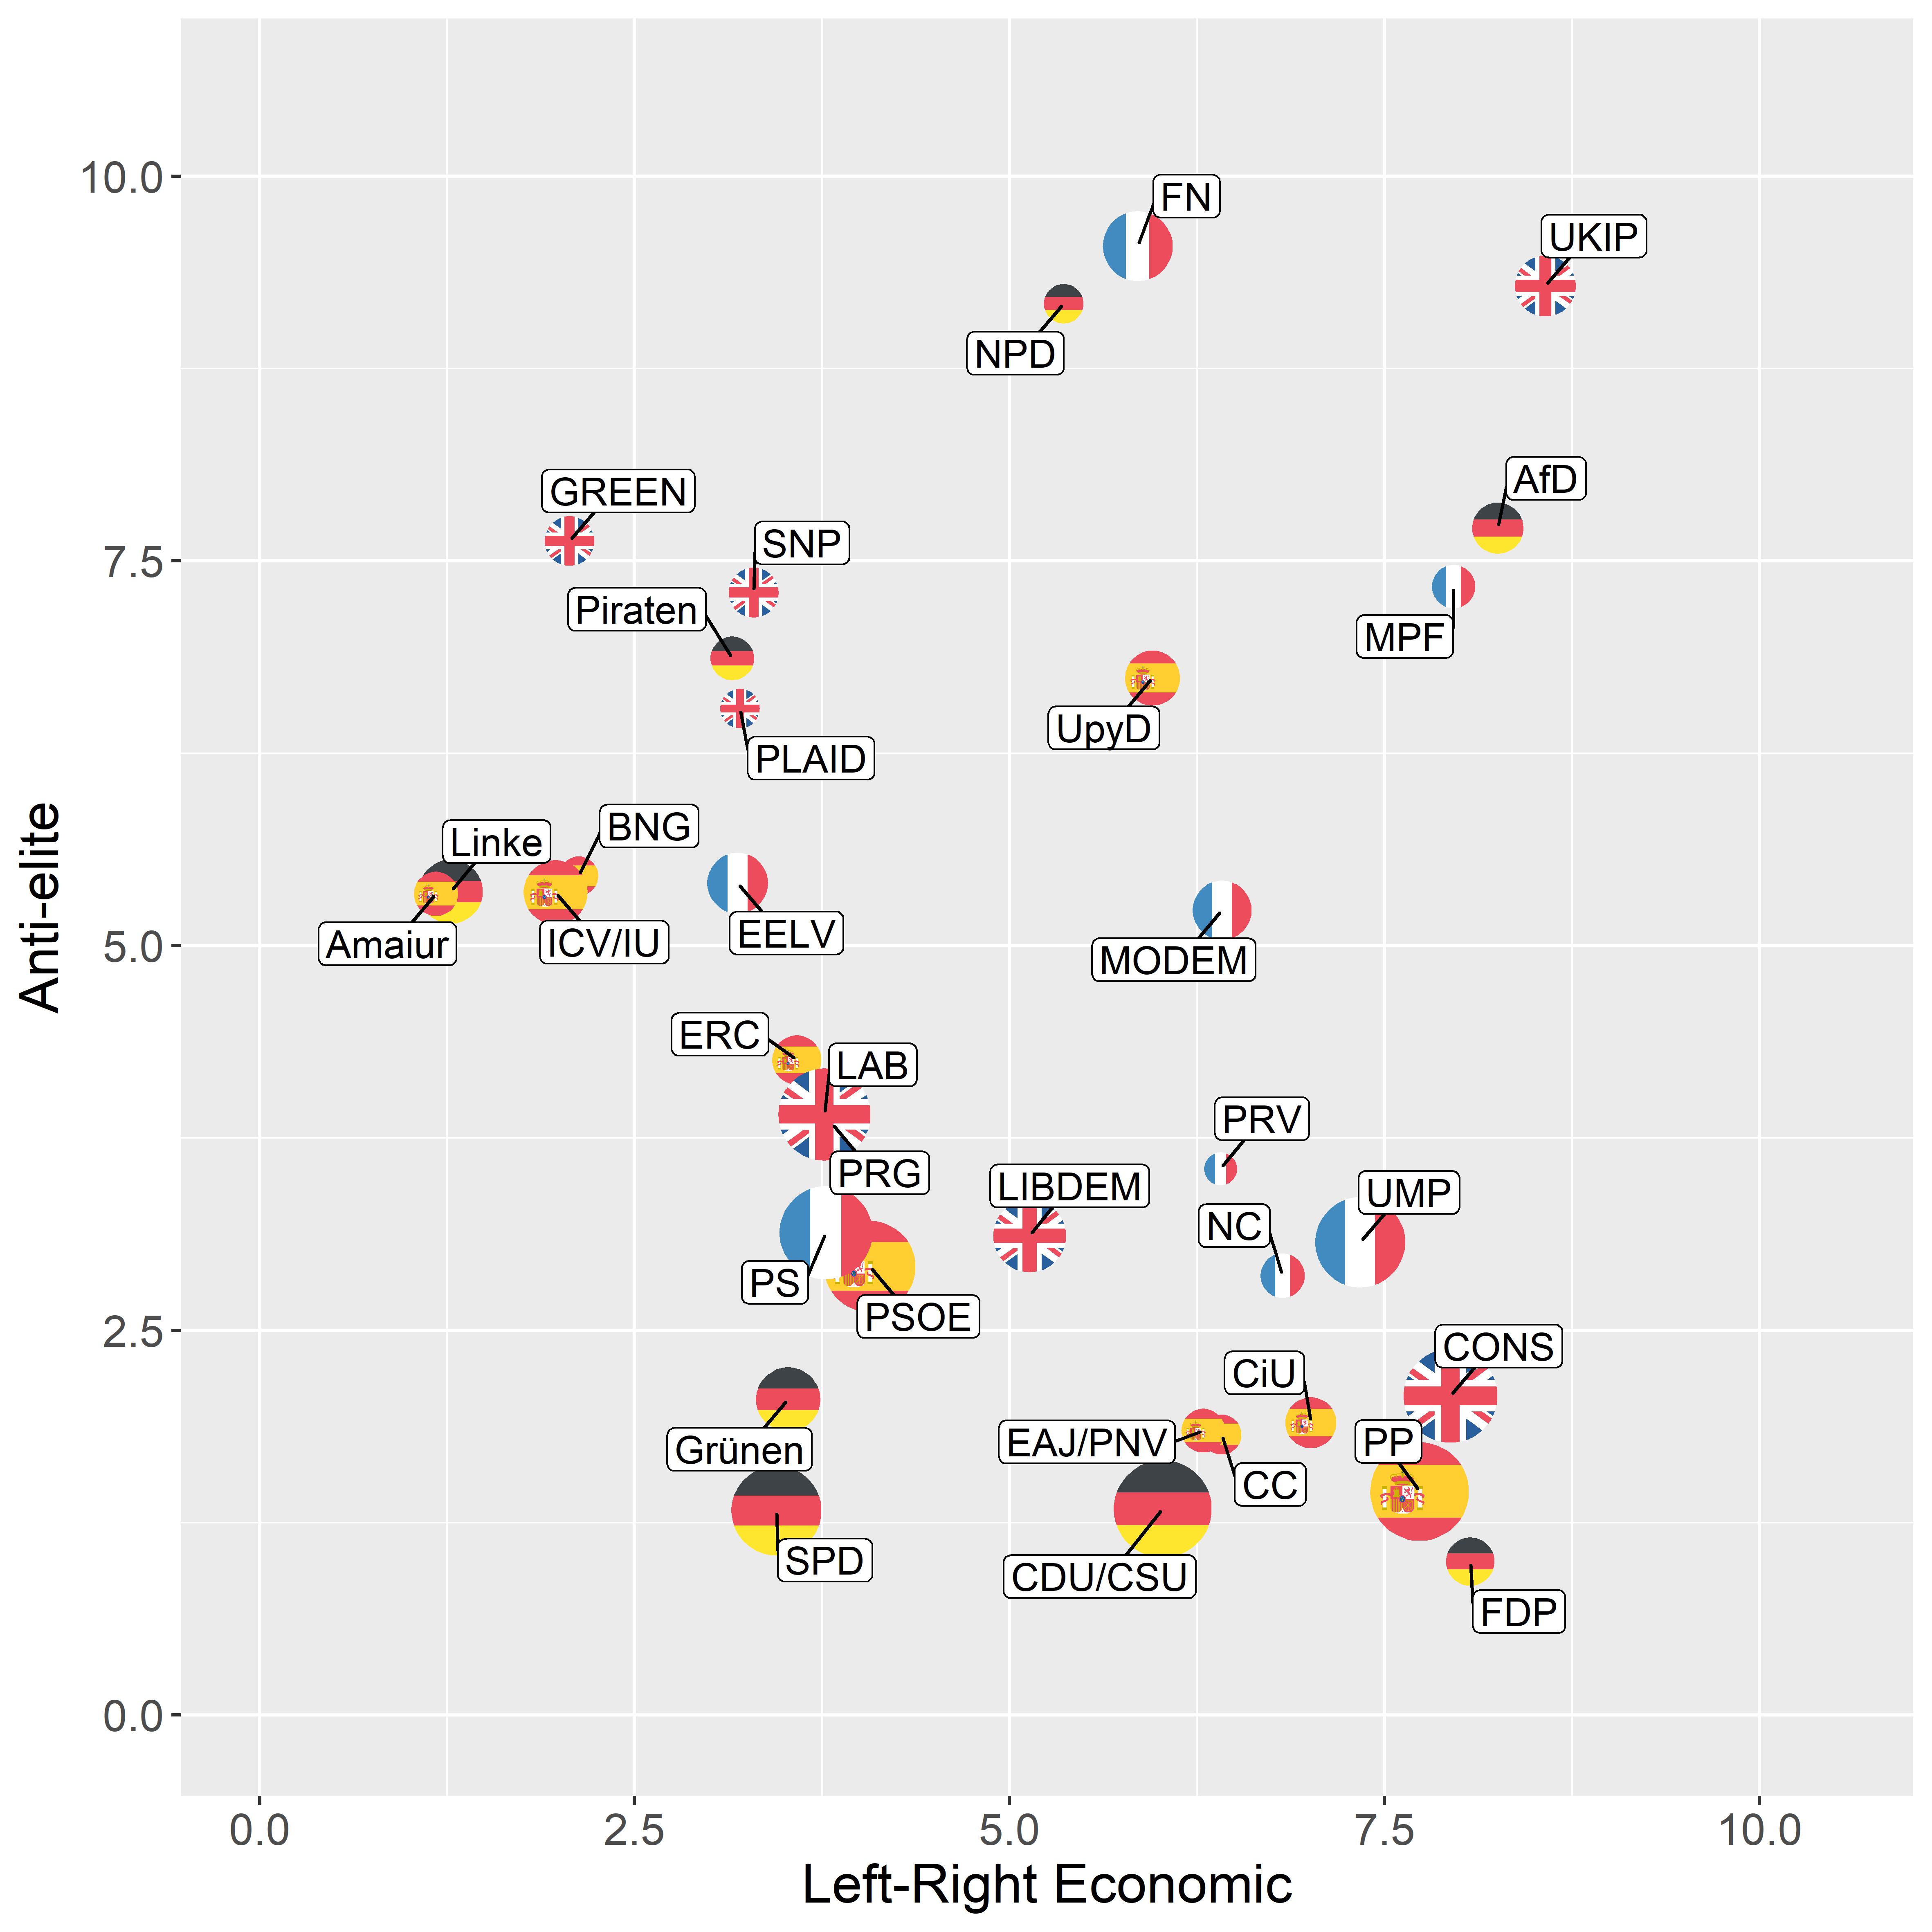 10.0
FN
UKIP
NPD
AfD
GREEN
SNP
7.5
Piraten
MPF
UpyD
PLAID
BNG
Linke
EELV
Amaiur
ICV/IU
5.0
MODEM
Anti-elite
ERC
LAB
PRV
PRG
LIBDEM
UMP
NC
PS
PSOE
2.5
CONS
CiU
PP
EAJ/PNV
Grünen
CC
SPD
CDU/CSU
FDP
0.0
0.0
2.5
5.0
7.5
10.0
Left-Right Economic